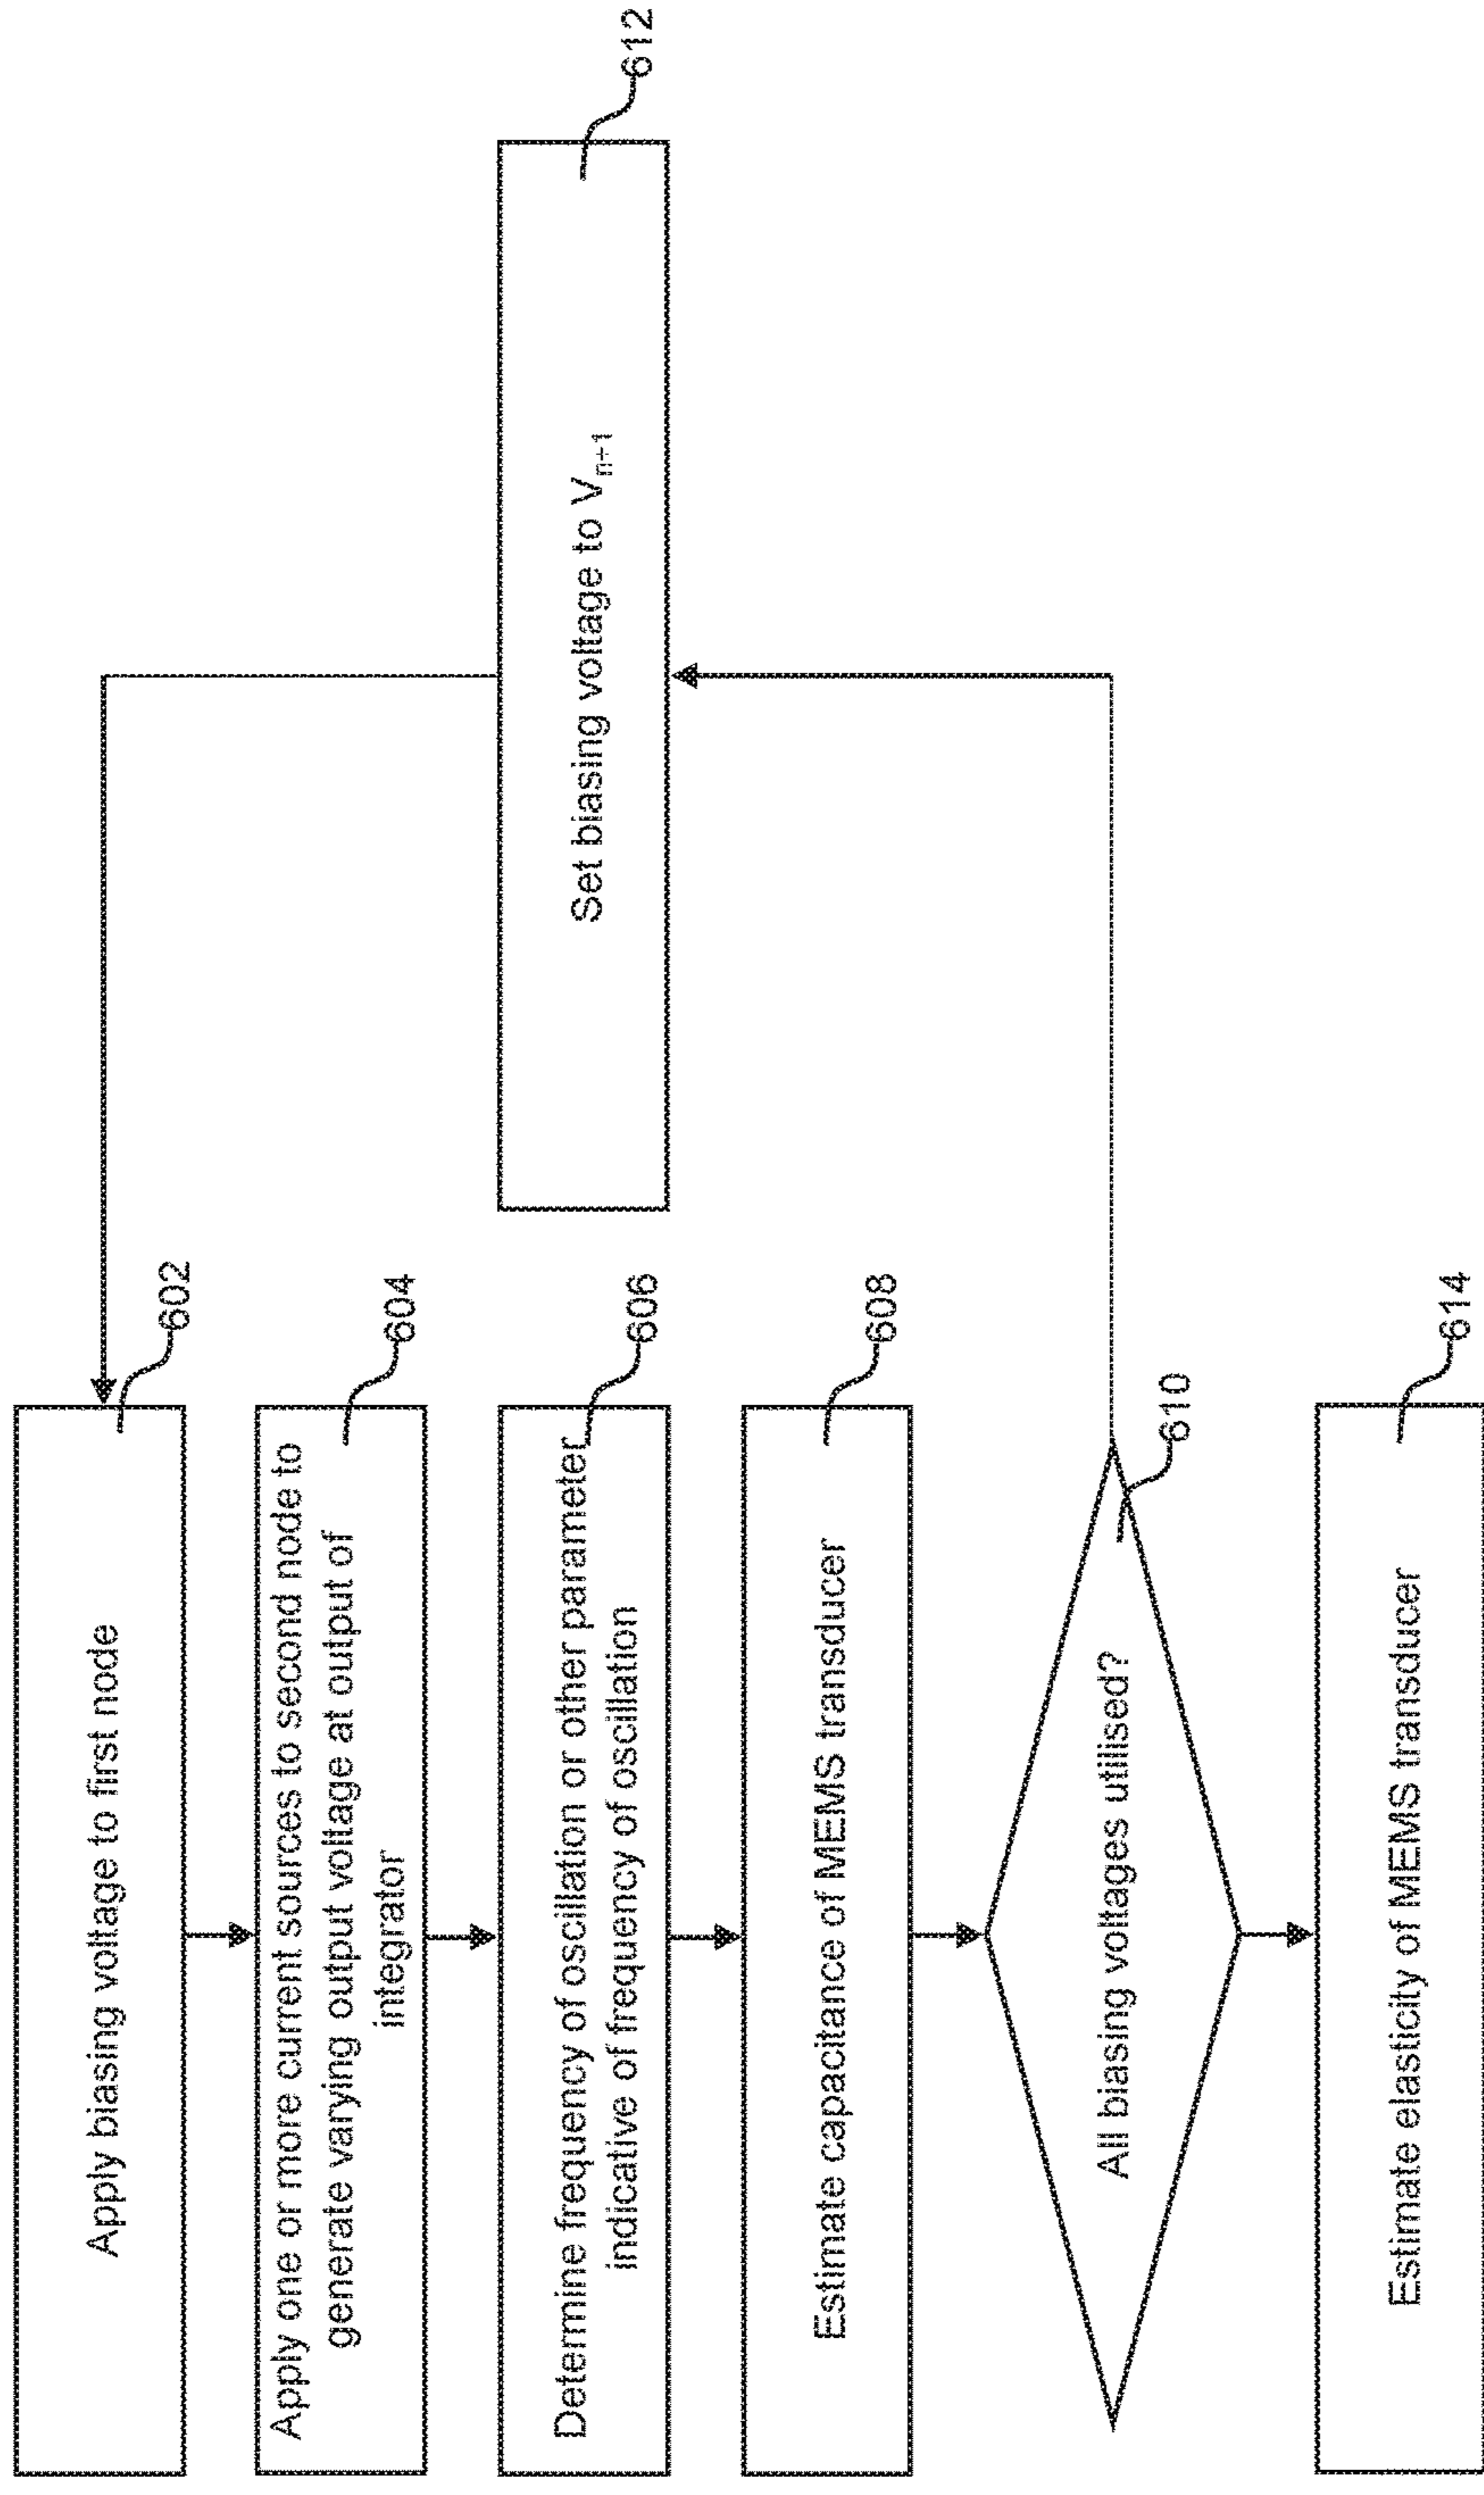 Apply biasing voltage to first node
602
Apply one or more current sources to second node to
generate varying output voltage at output of
integrator
604
Determine frequency of oscillation or other parameter
indicative of frequency of oscillation
606
Estimate capacitance of MEMS transducer
608
All biasing voltages utilised?
610
Set biasing voltage to Vn+1
612
Estimate elasticity of MEMS transducer
614